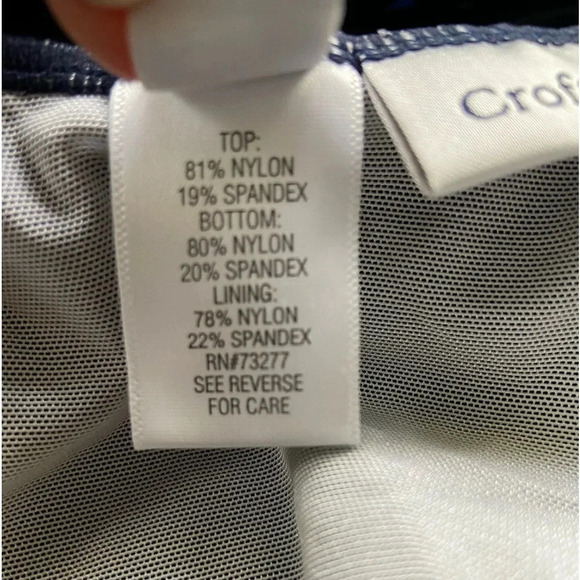 TOP:
81% NYLON
19% SPANDEX
BOTTOM:
80% NYLON
20% SPANDEX
LINING:
78% NYLON
22% SPANDEX
RN#73277
SEE REVERSE
FOR CARE